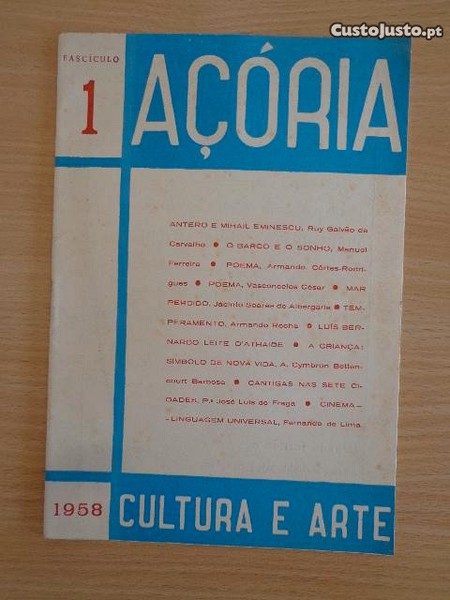 CustoJusto.pt
FASCÍCULO
1
AÇÓRIA
ANTERO E MIHAIL EMINESCU, Ruy Galvão de
Carvalho ● O BARCO E O SONHO, Manuel
Ferreira ● POEMA, Armando Côrtes-Rodri-
gues ● POEMA, Vasconcelos César ● MAR
PERDIDO, Jacinto Soares de Albergaria ● TEM-
PERAMENTO, Armando Rocha ● LUÍS BER-
NARDO LEITE D'ATHAIDE ● A CRIANÇA:
SÍMBOLO DE NOVA VIDA, A. Cymbron Betten-
court Barbosa ● CANTIGAS NAS SETE CI-
DADES, P.e José Luís de Fraga ● CINEMA—
-LINGUAGEM UNIVERSAL, Fernando de Lima.
1958
CULTURA E ARTE